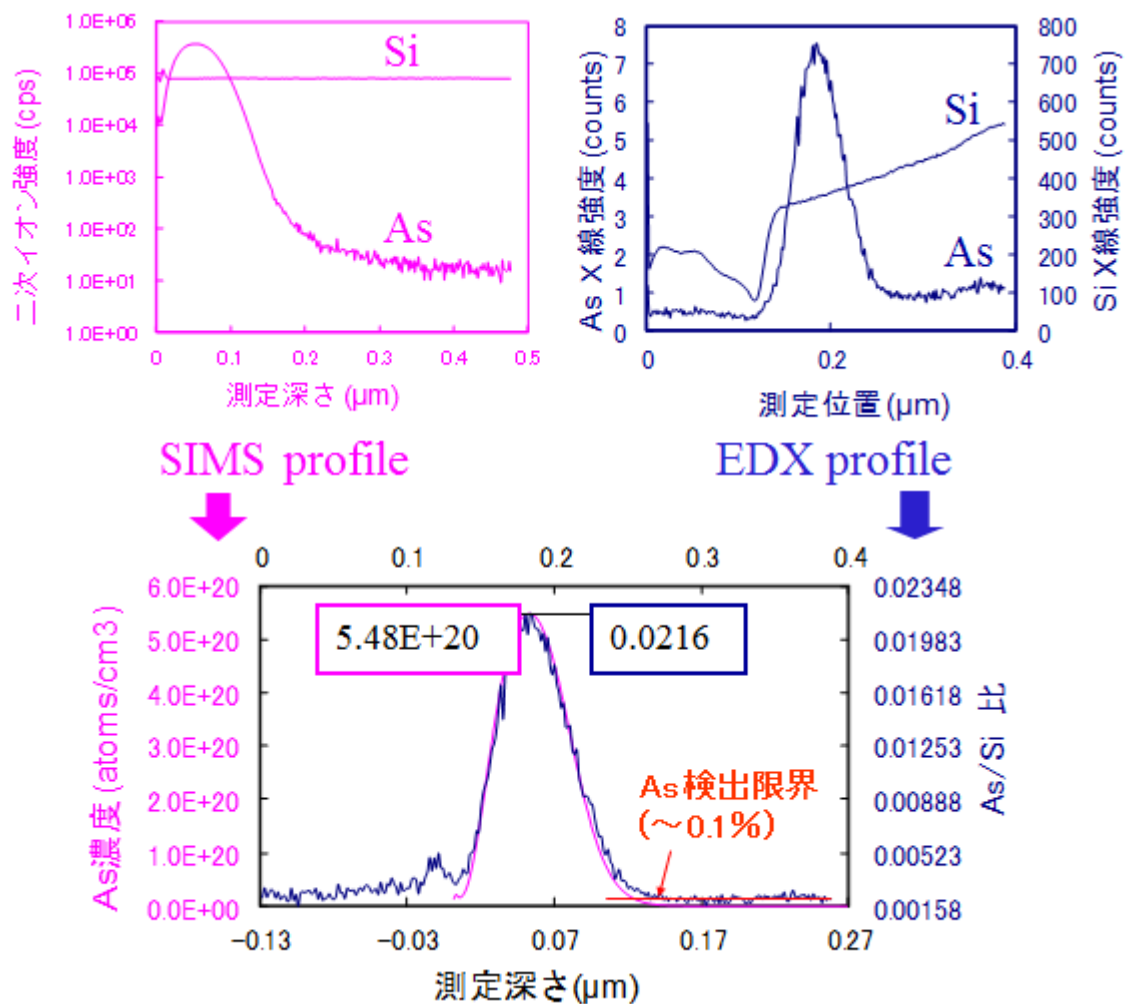 1.0E+06
1.0E+05
1.0E+04
1.0E+03
1.0E+02
1.0E+01
1.0E+00
二次イオン強度(cps)
Si
As
0 0.1 0.2 0.3 0.4 0.5
測定深さ(μm)
8
7
6
5
4
3
2
1
0
As X線強度(counts)
Si
As
800
700
600
500
400
300
200
100
0
Si X線強度(counts)
0 0.2 0.4
測定位置(μm)
SIMS profile
EDX profile
0 0.1 0.2 0.3 0.4
6.0E+20
5.0E+20
4.0E+20
3.0E+20
2.0E+20
1.0E+20
0.0E+00
As濃度(atoms/cm3)
5.48E+20
0.0216
As検出限界
(～0.1%)
0.02348
0.01983
0.01618
0.01253
0.00888
0.00523
0.00158
As/Si 比
-0.13 -0.03 0.07 0.17 0.27
測定深さ(μm)